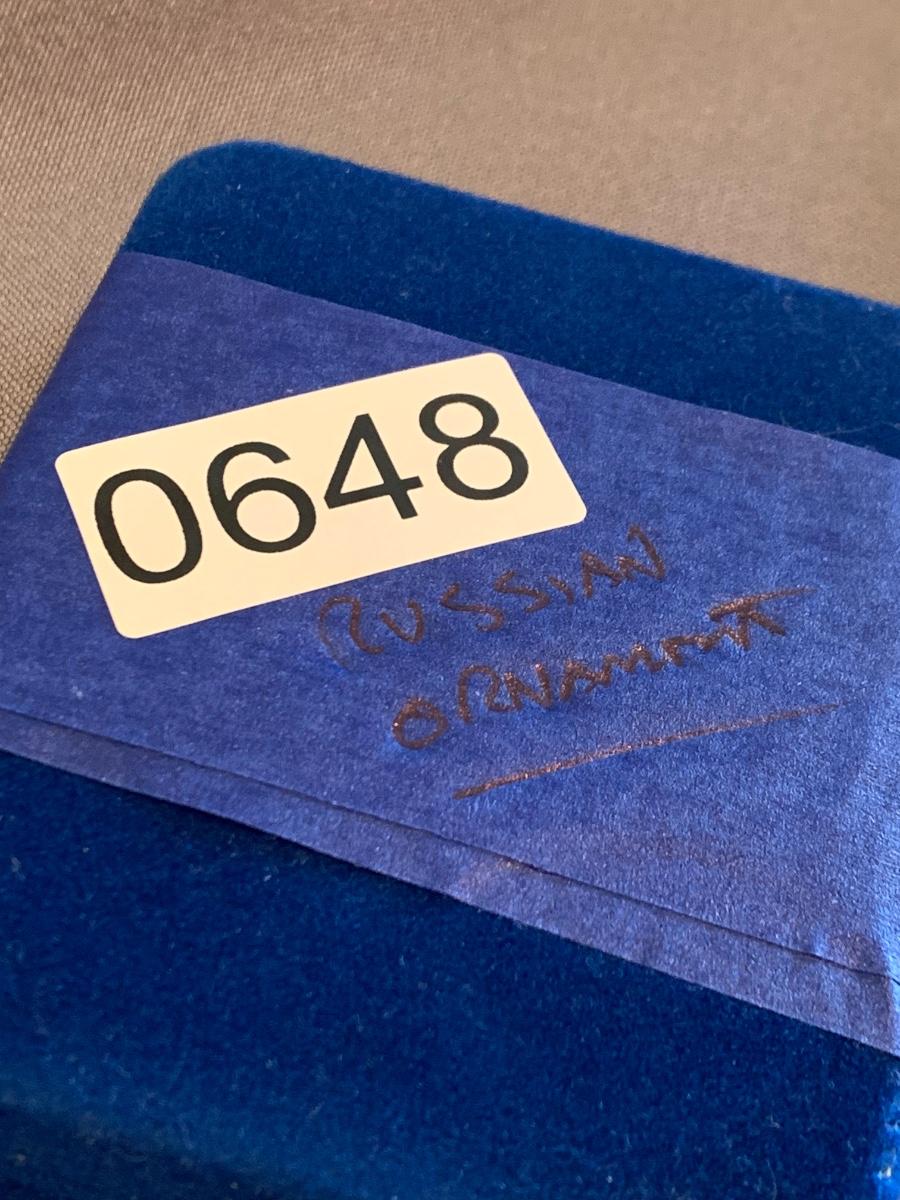 0648
RUSSIAN
ORNAMENT